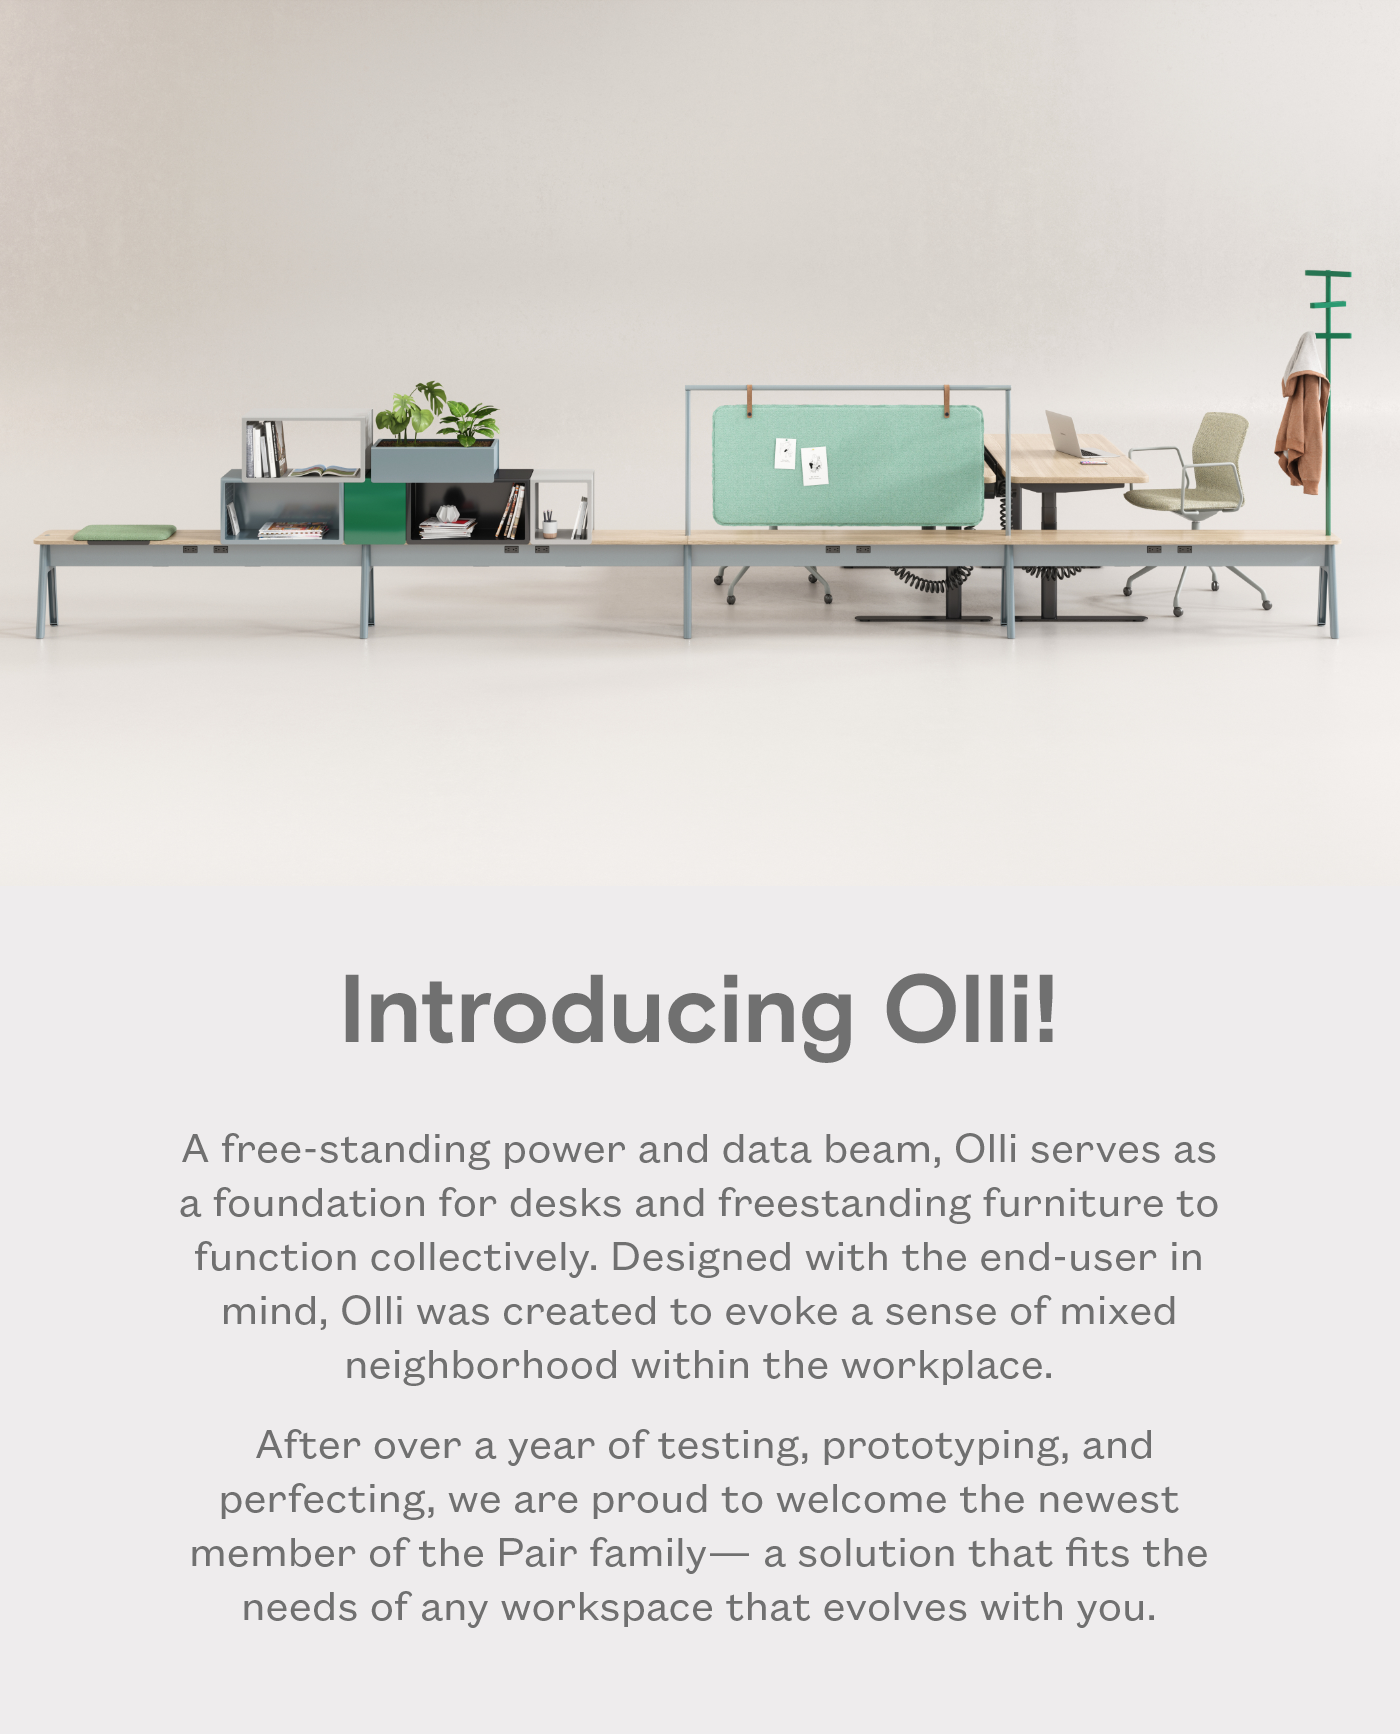 Introducing Olli!
A free-standing power and data beam, Olli serves as
a foundation for desks and freestanding furniture to
function collectively. Designed with the end-user in
mind, Olli was created to evoke a sense of mixed
neighborhood within the workplace.
After over a year of testing, prototyping, and
perfecting, we are proud to welcome the newest
member of the Pair family— a solution that fits the
needs of any workspace that evolves with you.